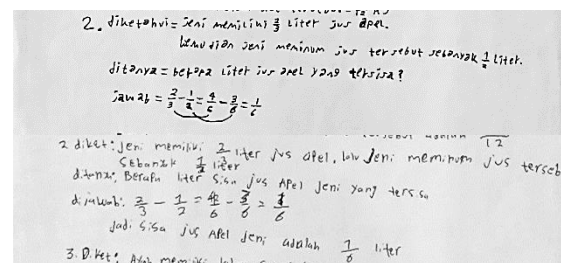 2. diketahui = Jeni memiliki 2/3 Liter jus apel.
kemudian Jeni meminum jus tersebut sebanyak 1/2 Liter.
ditanya = berapa liter jus apel yang tersisa?
jawab = 2/3 - 1/2 = 4/6 - 3/6 = 1/6
12
2 diket: Jeni memiliki 2/3 liter jus apel, lalu Jeni meminum jus terseb
Sebanyak 1/2 liter
ditanya: Berapa liter Sisa jus APel Jeni yang tersisa
dijawab: 2/3 - 1/2 = 4/6 - 3/6 = 1/6
Jadi Sisa jus APel Jeni adalah 1/6 liter
3. Diket: